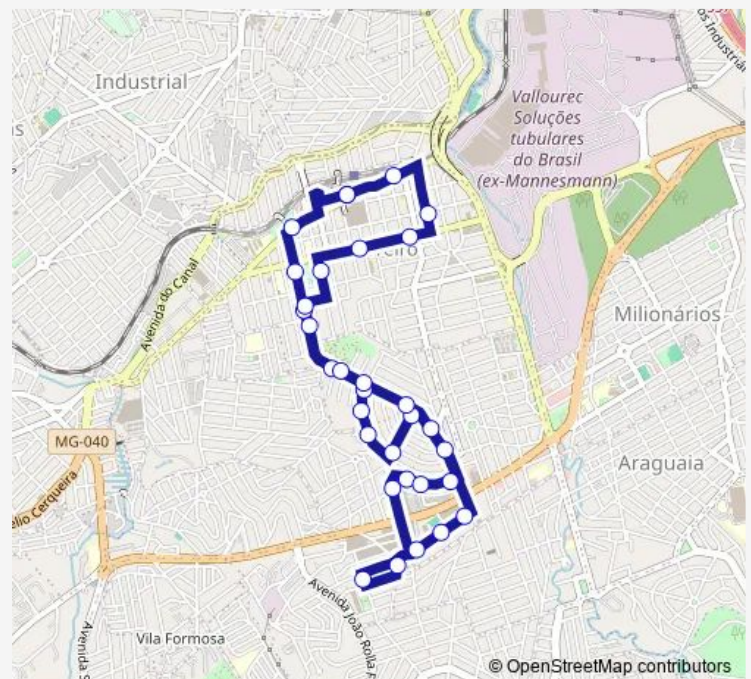 Industrial
Vallourec
Soluções
tubulares
do Brasil
(ex-Mannesmann)
Avenida do Canal
Milionários
MG-040
Araguaia
élio Cerqueira
Avenida João Rolla
Vila Formosa
Avenida
© OpenStreetMap contributors